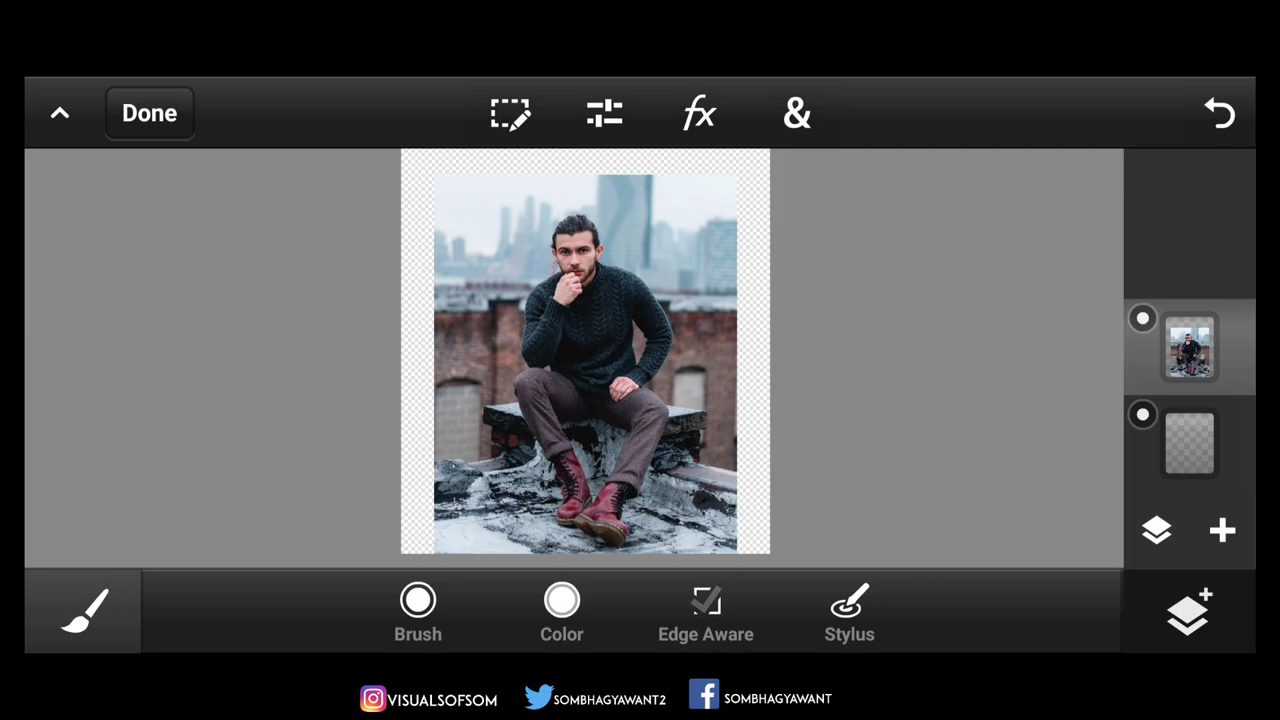 Done
fx
&
Brush
Color
Edge Aware
Stylus
VISUALSOFSOM
SOMBHAGYAWANT2
SOMBHAGYAWANT